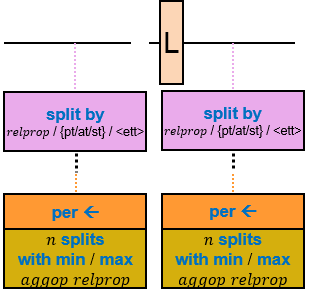 L
split by
relprop / {pt/at/st} / <ett>
split by
relprop / {pt/at/st} / <ett>
per ←
n splits
with min / max
aggop relprop
per ←
n splits
with min / max
aggop relprop